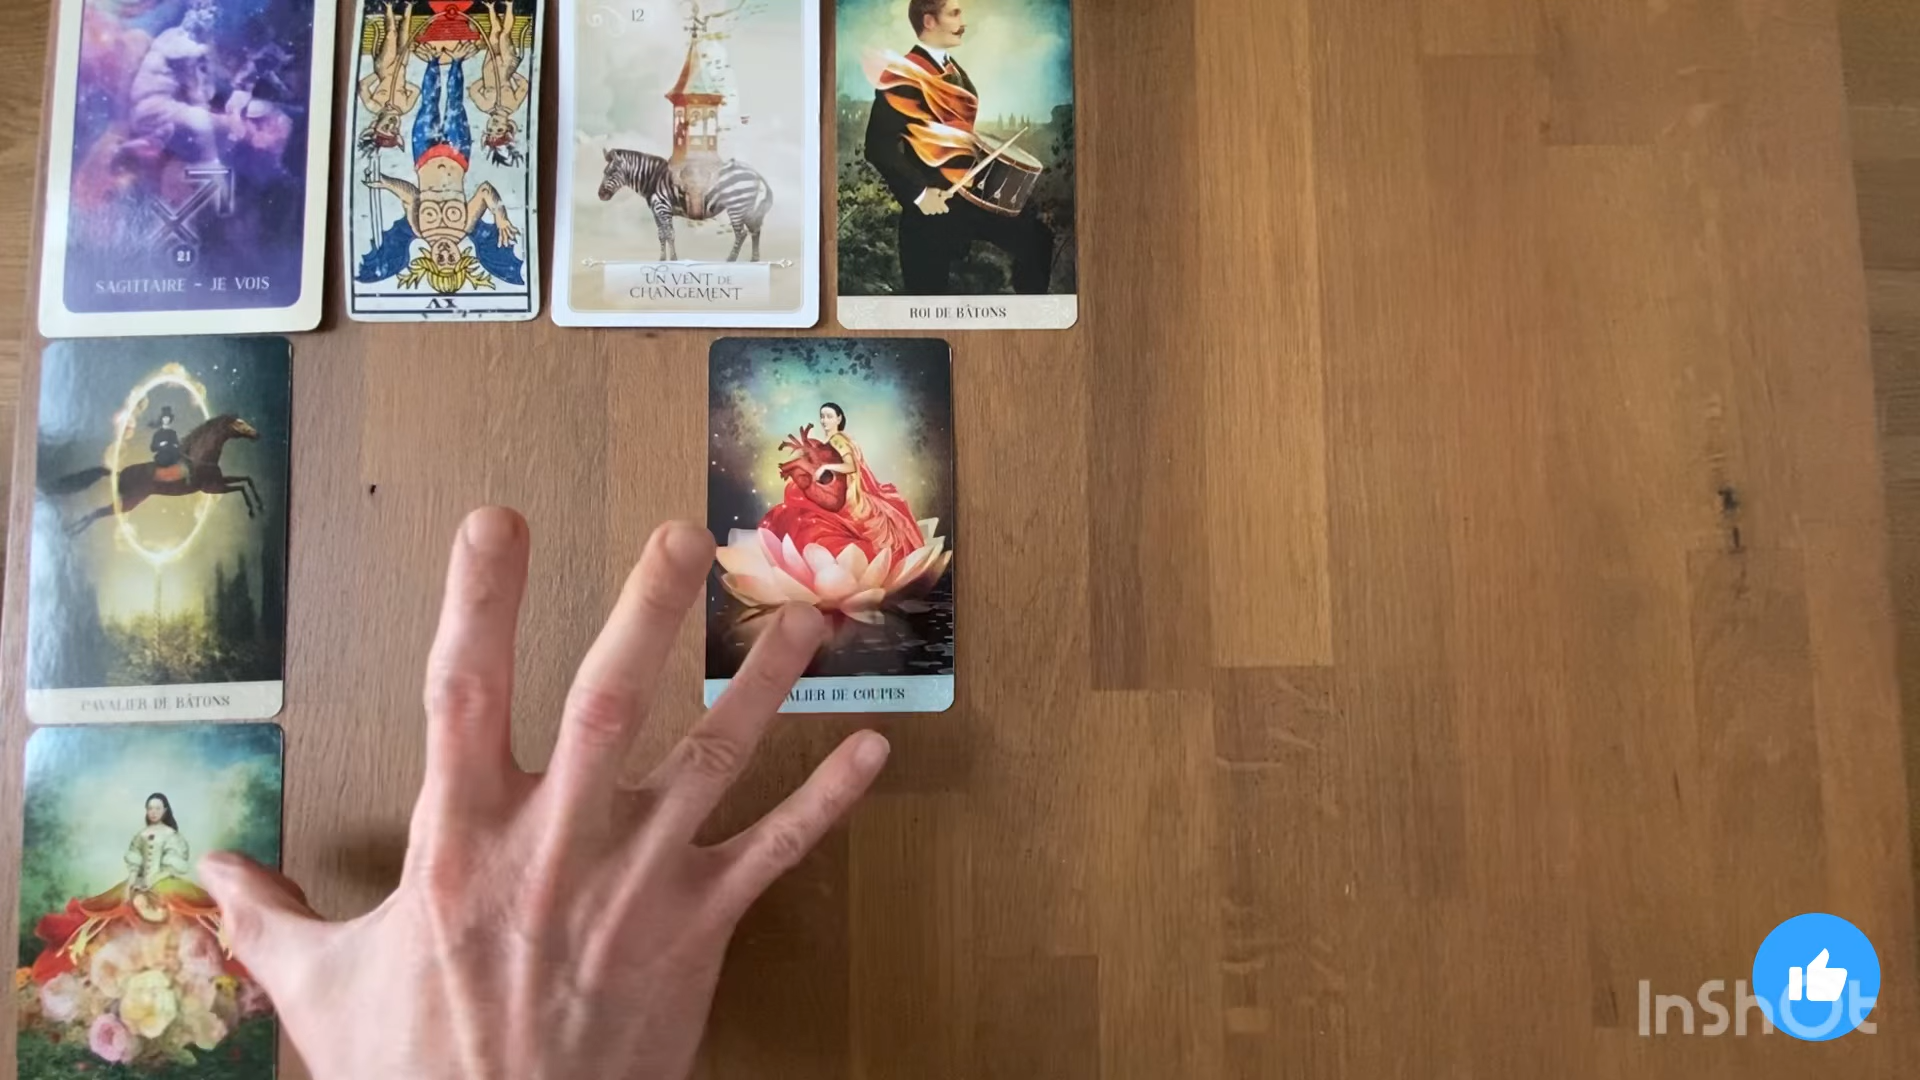 12
21
SAGITTAIRE ~ JE VOIS
XV
UN VENT DE
CHANGEMENT
ROI DE BÂTONS
CAVALIER DE BÂTONS
DE COUPES
InShOt